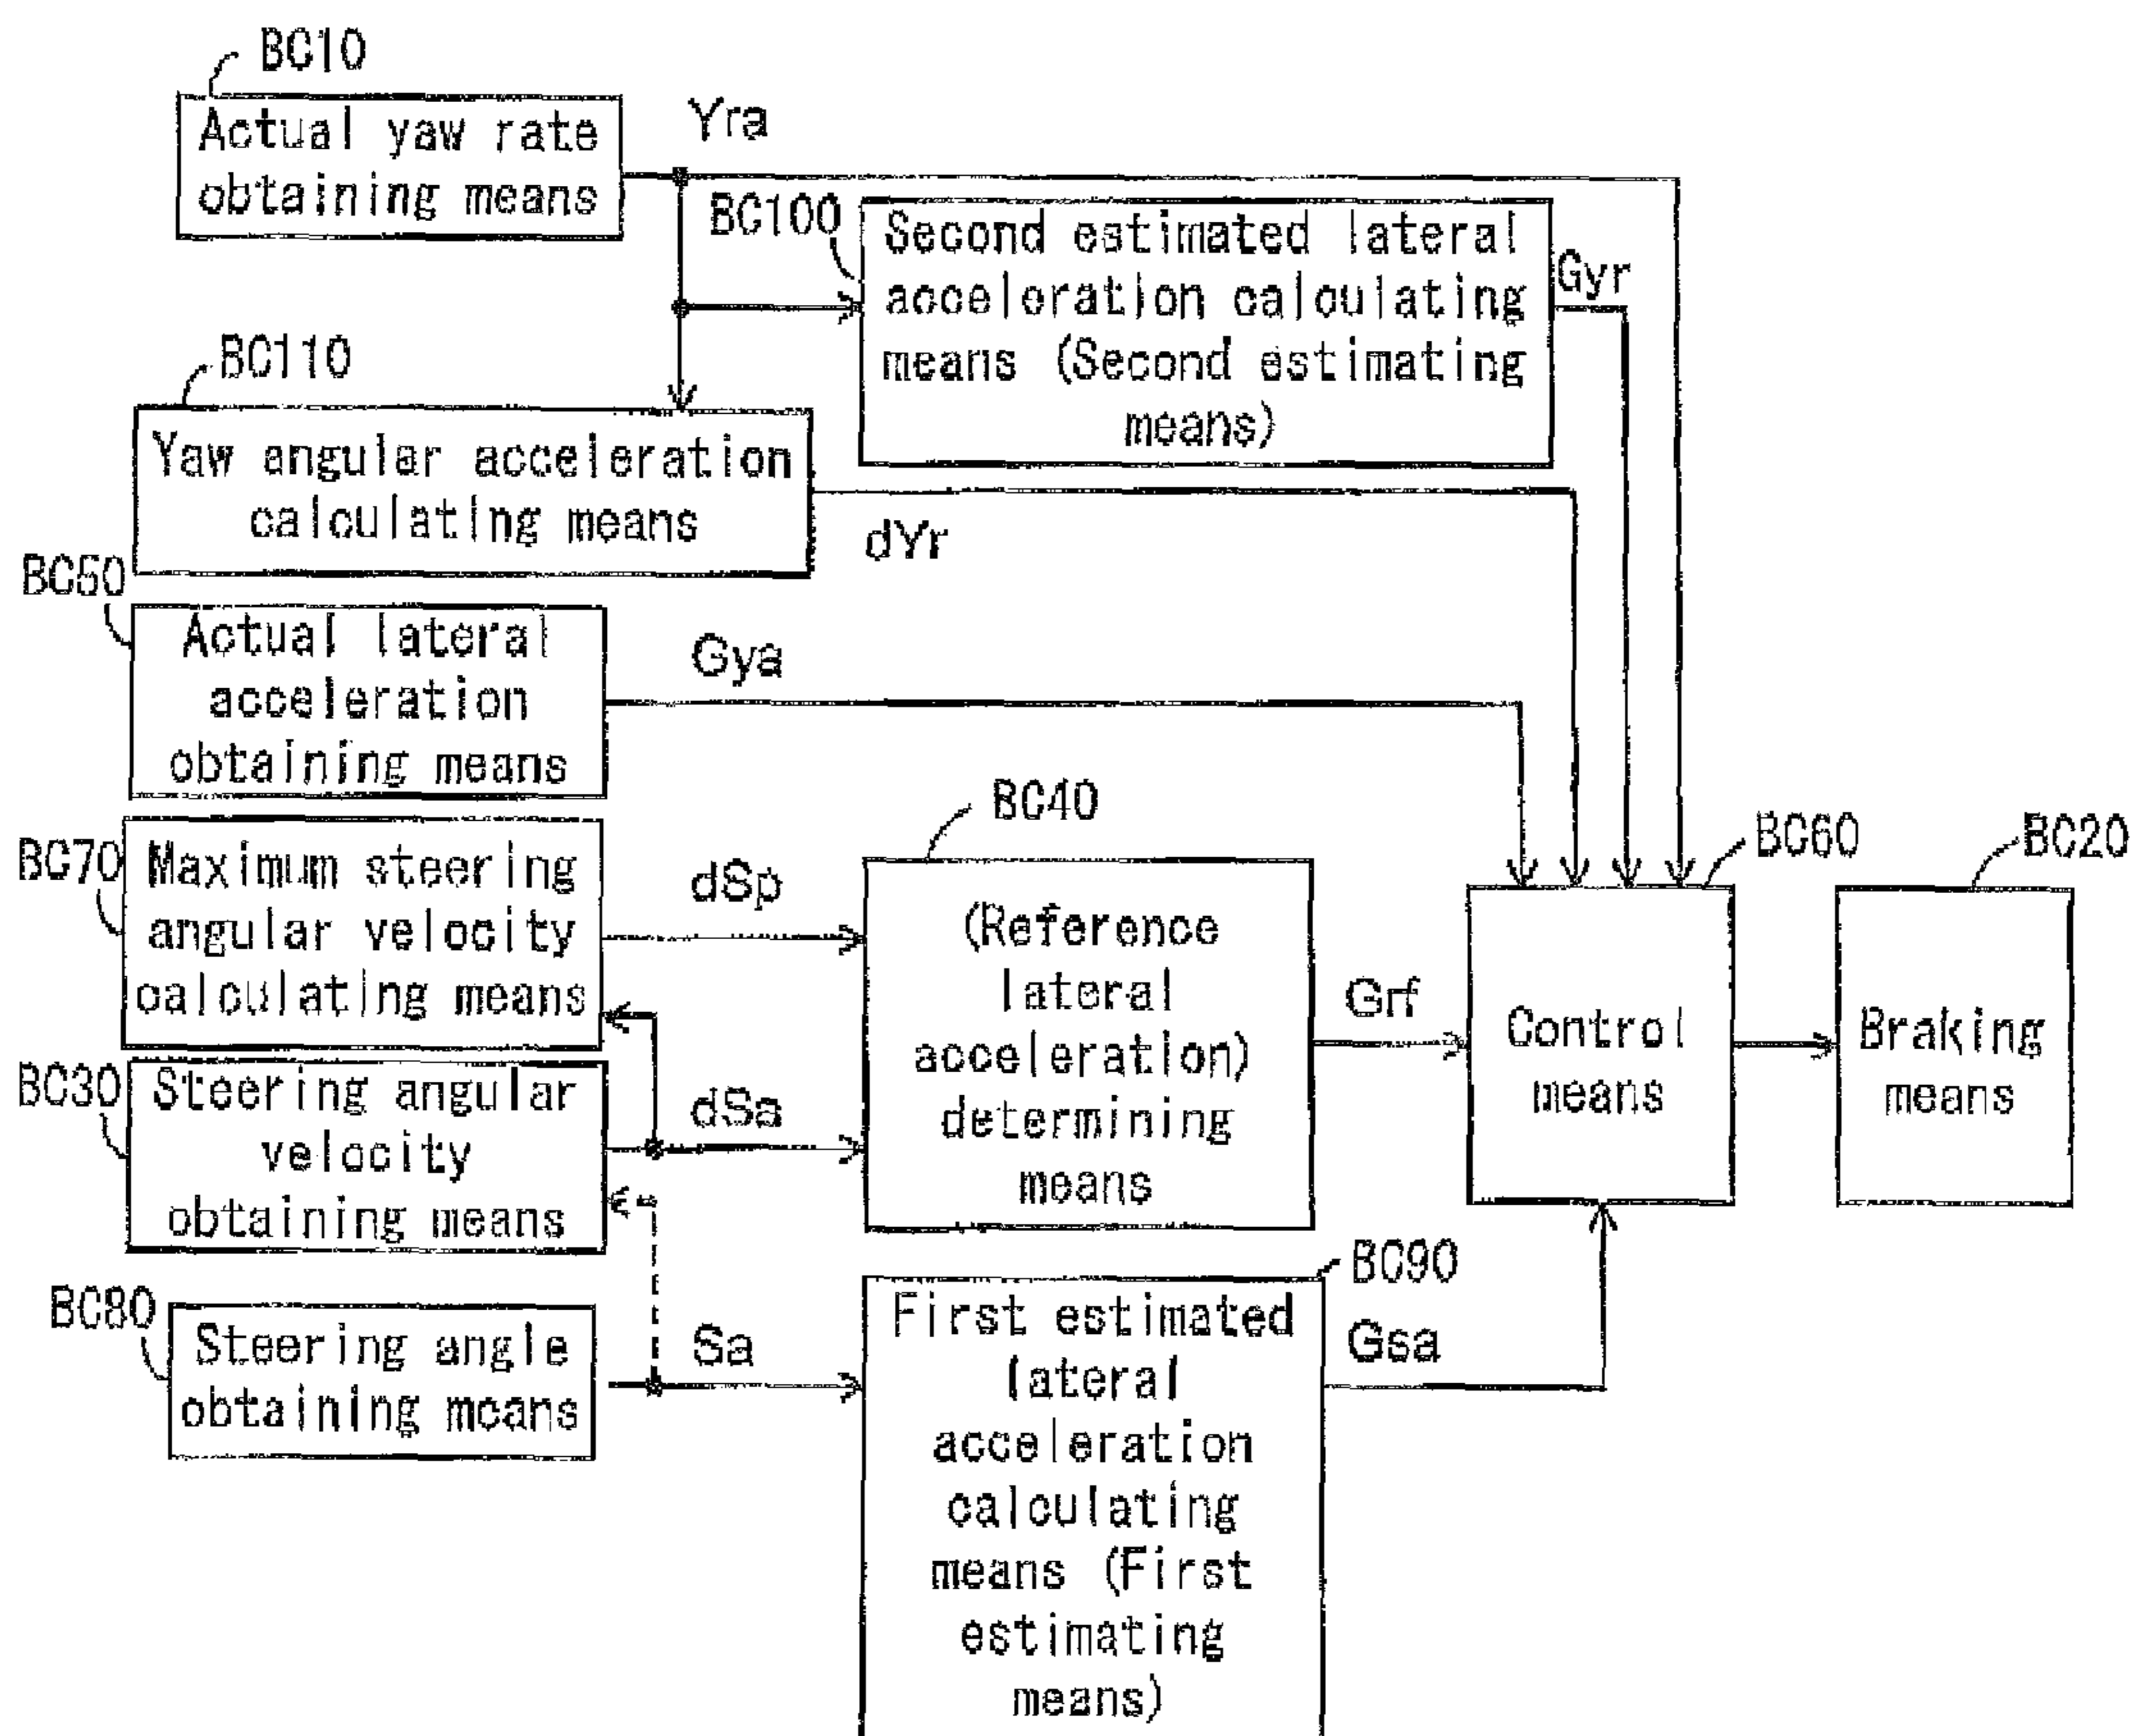 BC10
Actual yaw rate
obtaining means
Yra
BC100
Second estimated lateral
acceleration calculating
means (Second estimating
means)
Gyr
BC110
Yaw angular acceleration
calculating means
dYr
BC50
Actual lateral
acceleration
obtaining means
Gya
BC70
Maximum steering
angular velocity
calculating means
dSp
BC40
(Reference
lateral
acceleration)
determining
means
Grf
BC60
Control
means
BC20
Braking
means
BC30
Steering angular
velocity
obtaining means
dSa
BC80
Steering angle
obtaining means
Sa
BC90
First estimated
lateral
acceleration
calculating
means (First
estimating
means)
Gsa